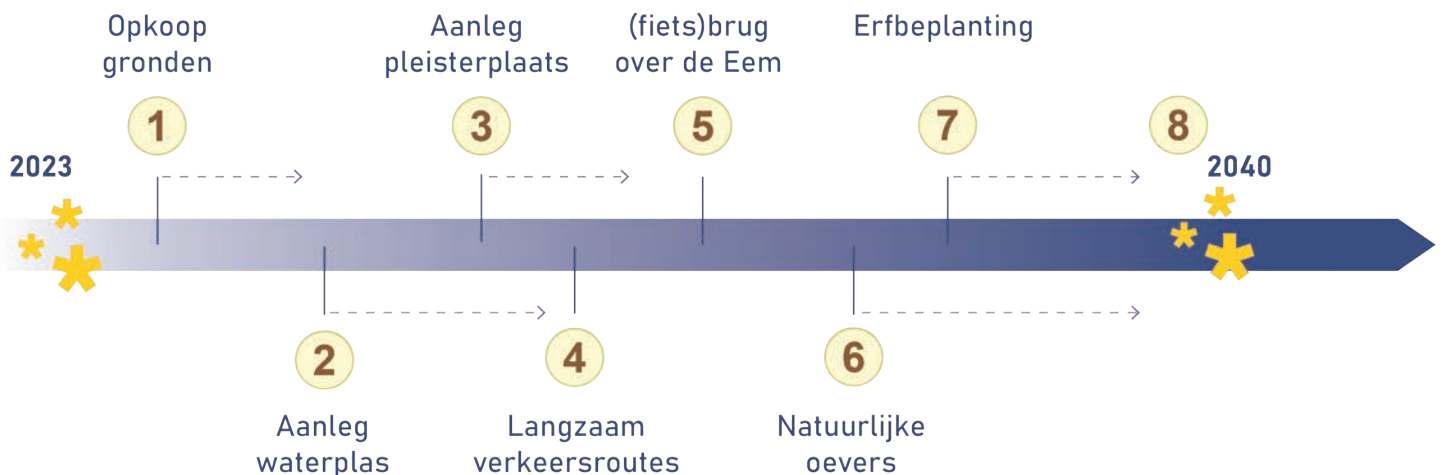 Opkoop
gronden
Aanleg
pleisterplaats
(fiets)brug
over de Eem
Erfbeplanting
1
3
5
7
8
2023
2040
2
4
6
Aanleg
waterplas
Langzaam
verkeersroutes
Natuurlijke
oevers